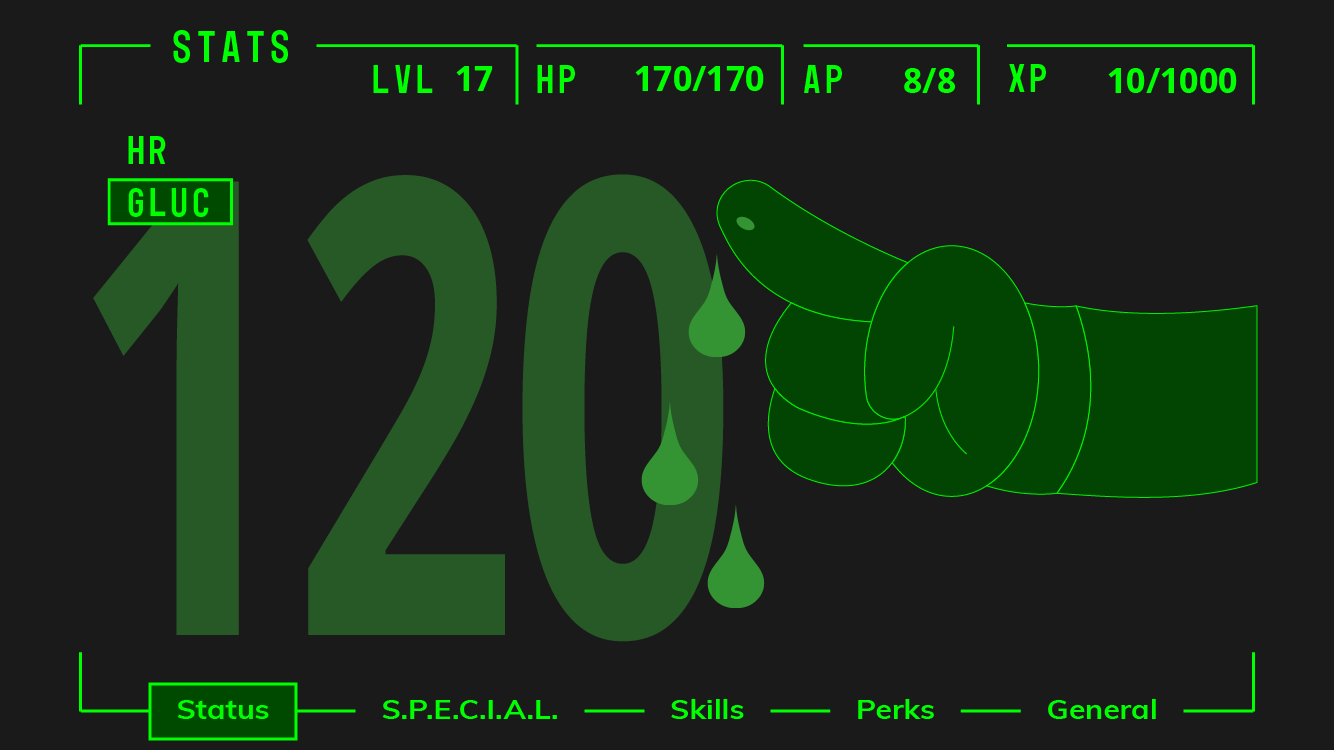 STATS
LVL 17 HP 170/170 AP 8/8 XP 10/1000
HR
GLUC
120
Status S.P.E.C.I.A.L. Skills Perks General